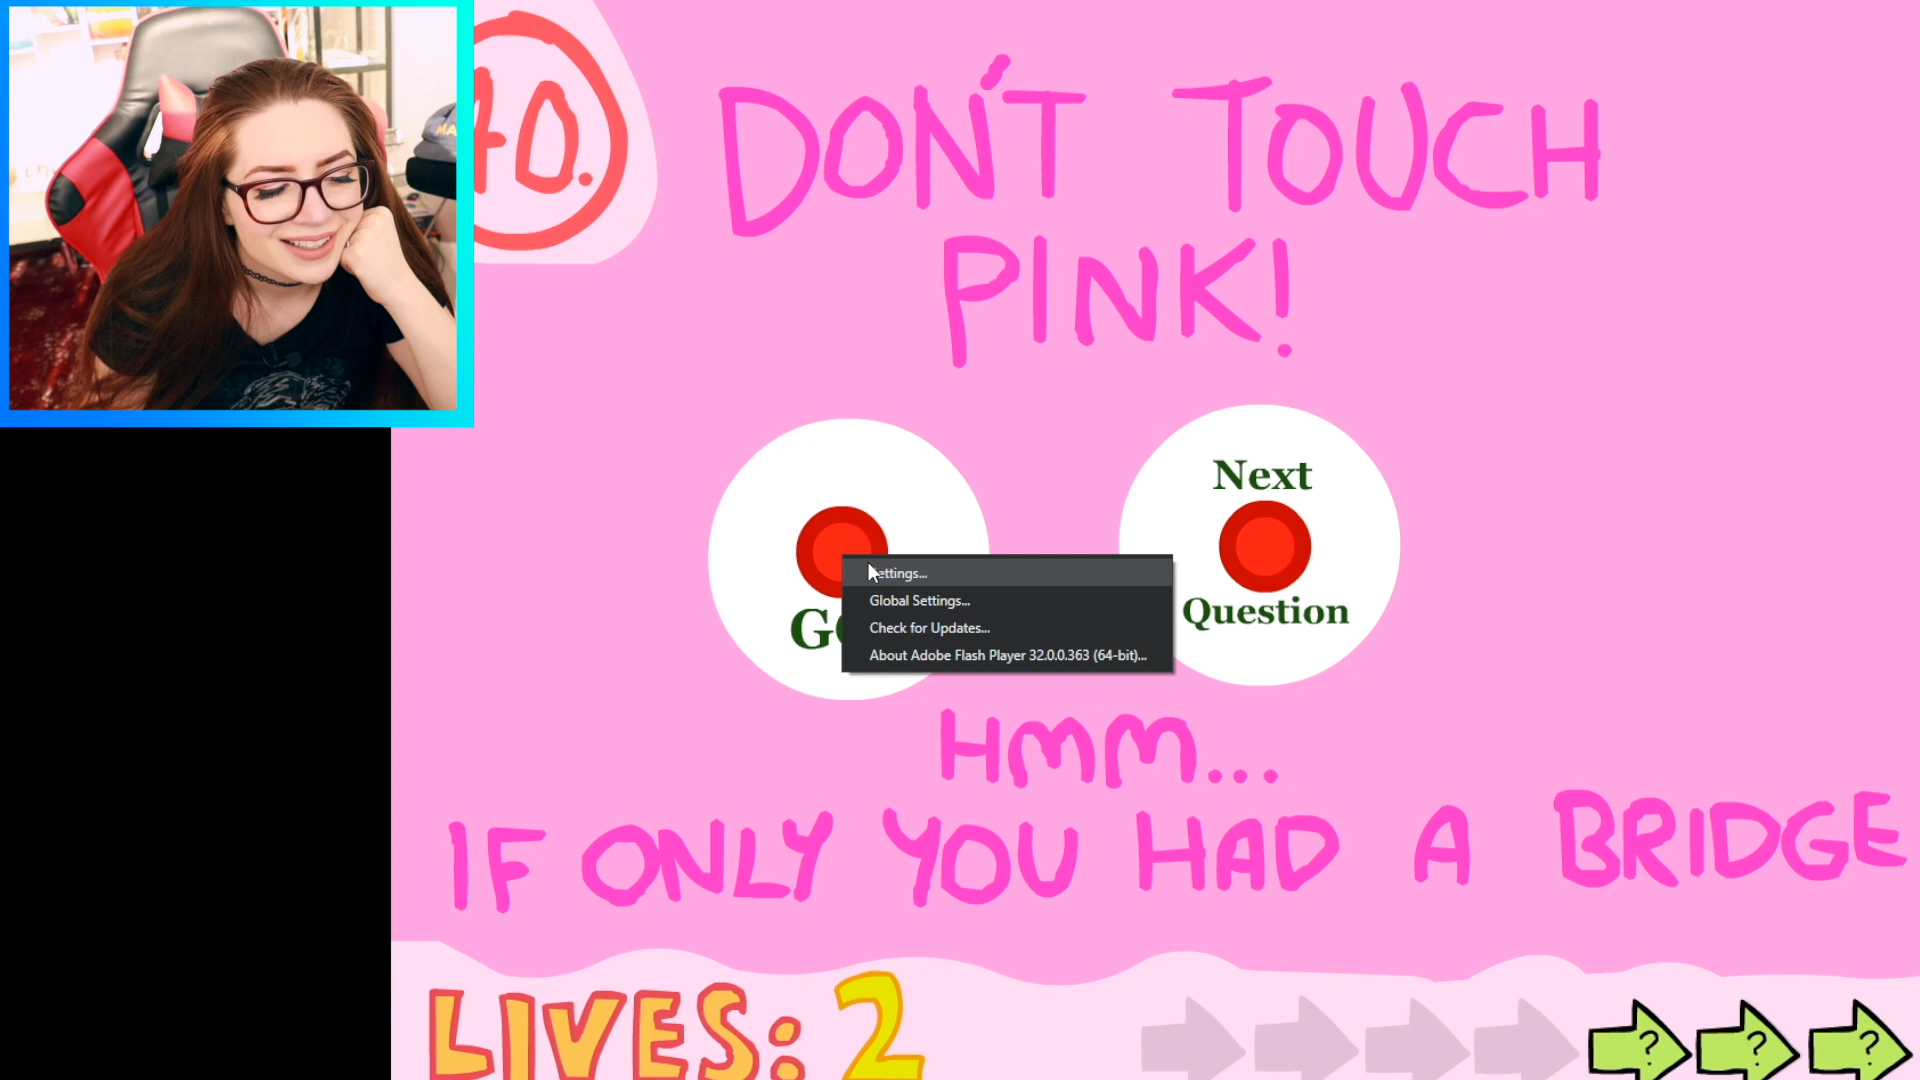 40.
DON'T TOUCH
PINK!
Next
Question
Settings...
Global Settings...
Check for Updates...
About Adobe Flash Player 32.0.0.363 (64-bit)...
HMM...
IF ONLY YOU HAD A BRIDGE
LIVES: 2
? ? ?